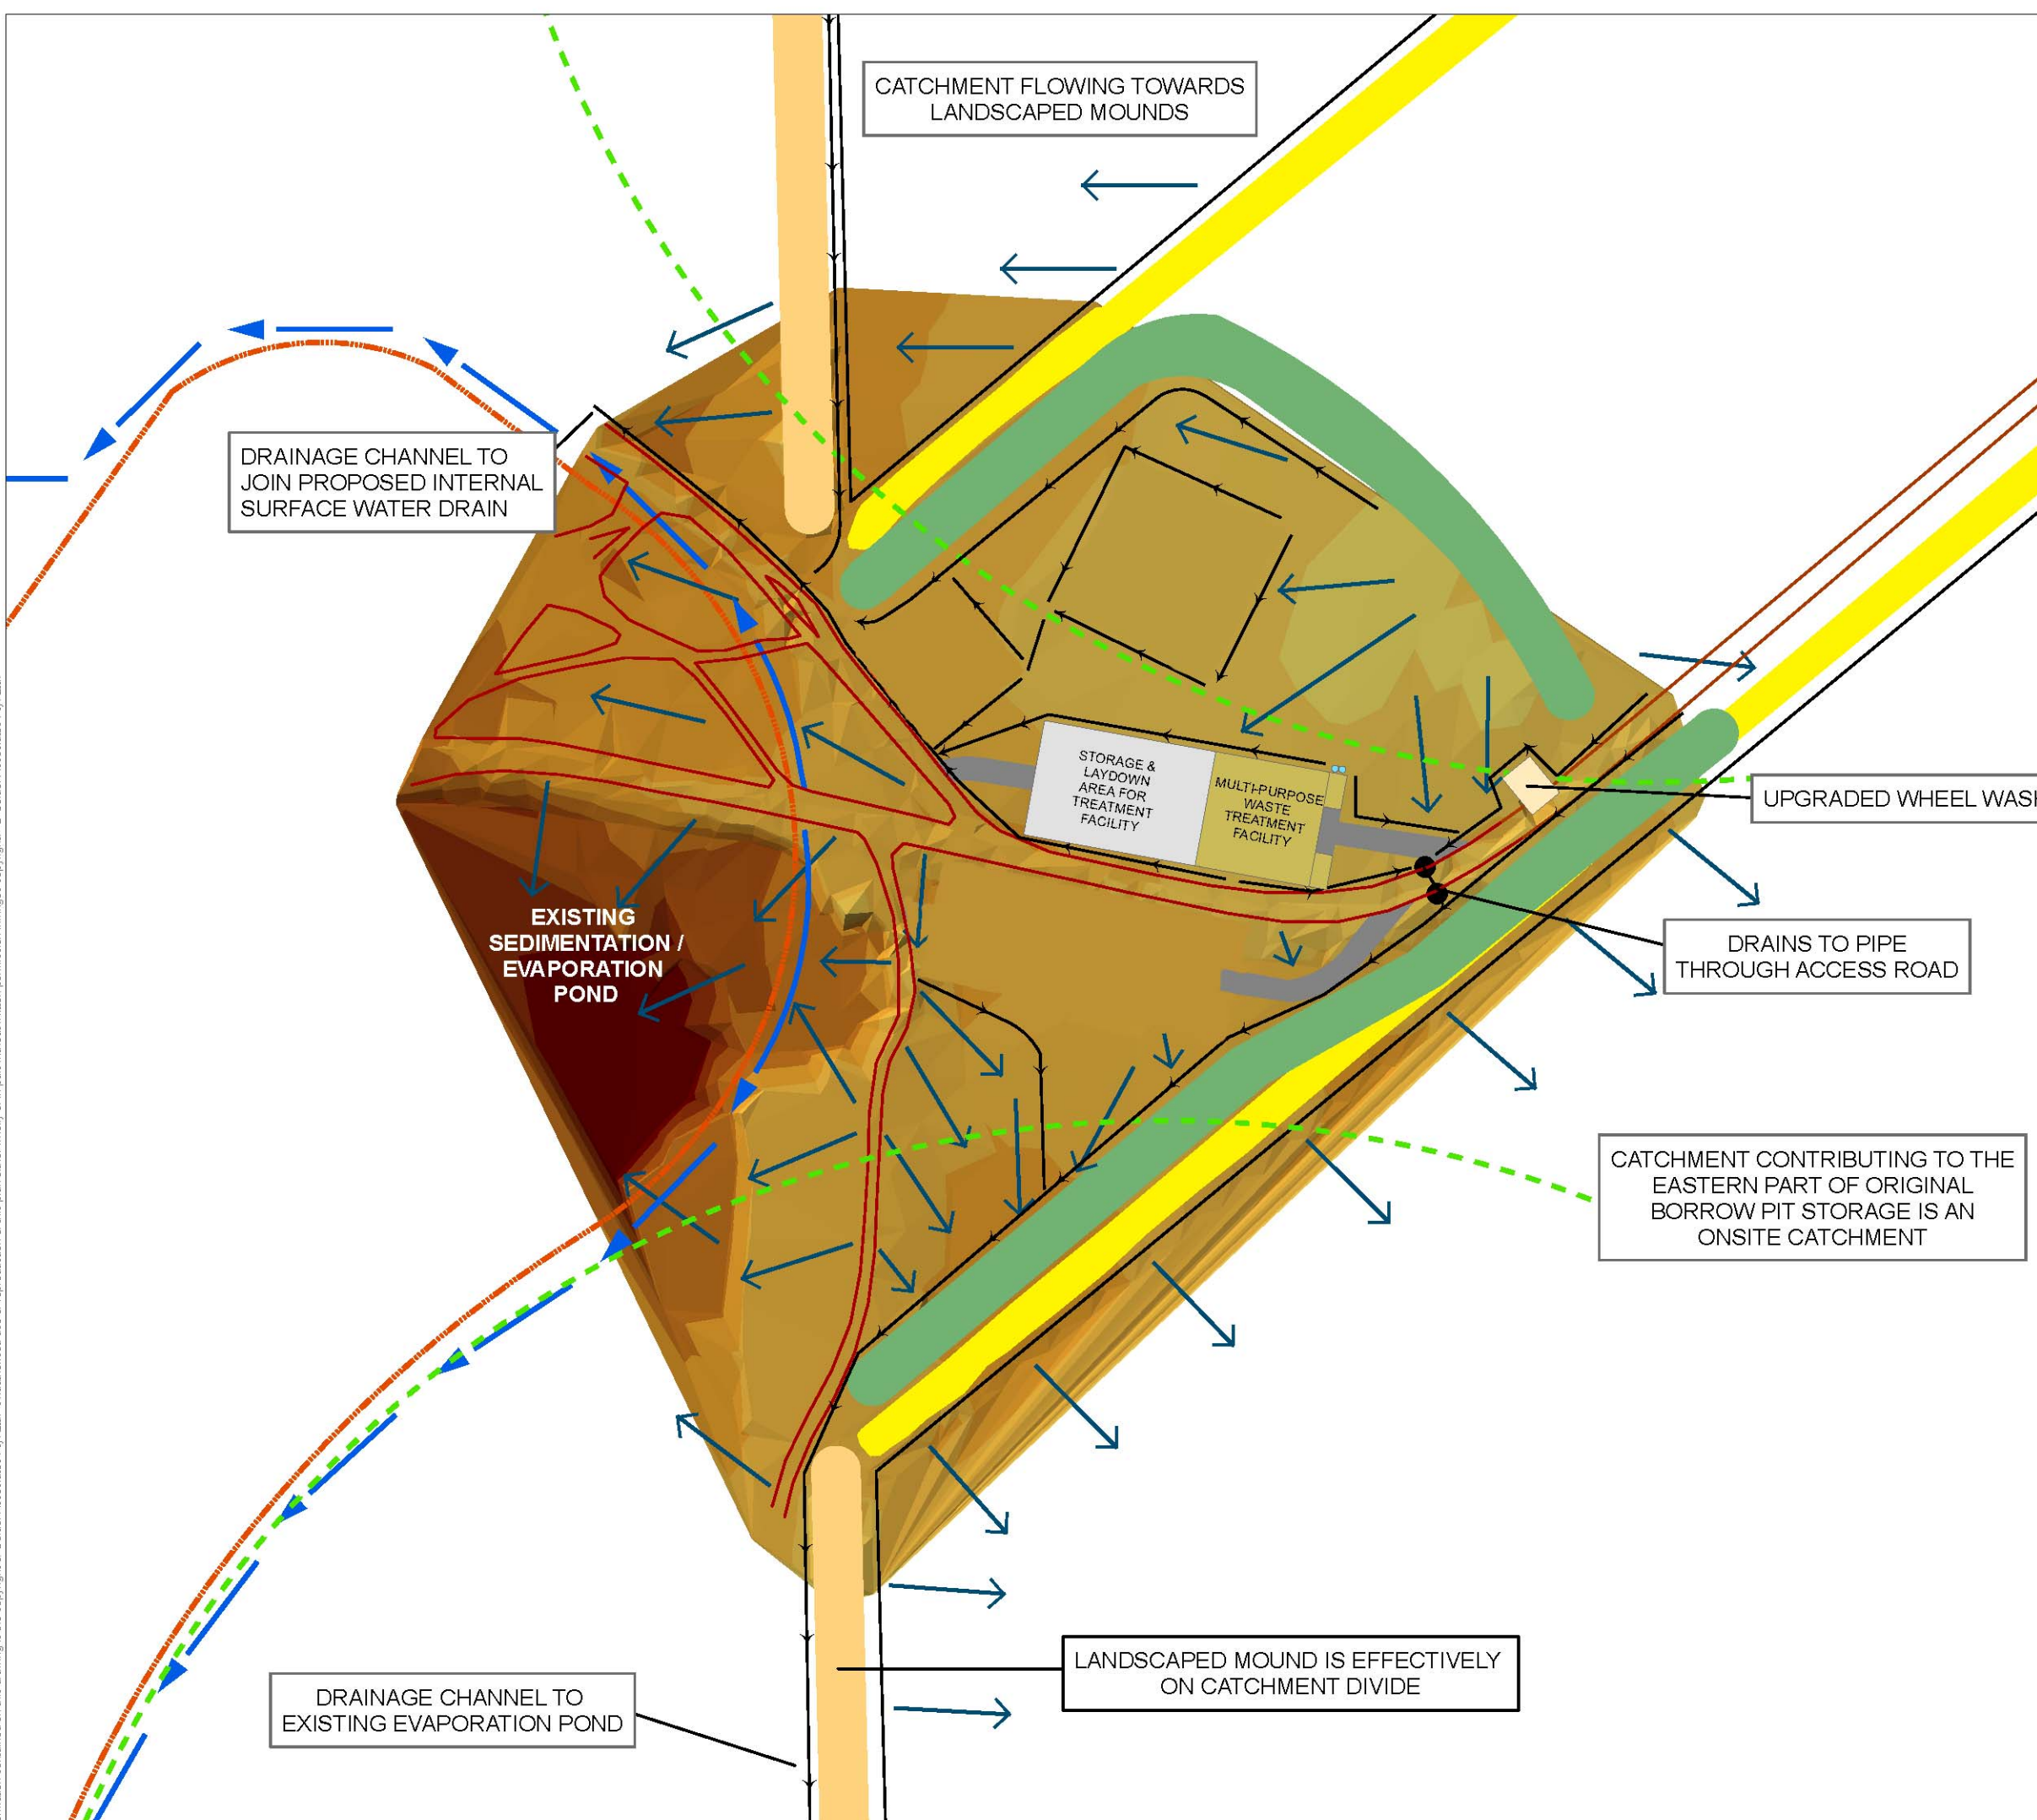 CATCHMENT FLOWING TOWARDS
LANDSCAPED MOUNDS
DRAINAGE CHANNEL TO
JOIN PROPOSED INTERNAL
SURFACE WATER DRAIN
STORAGE &
LAYDOWN
AREA FOR
TREATMENT
FACILITY
MULTI-PURPOSE
WASTE
TREATMENT
FACILITY
UPGRADED WHEEL WASH
EXISTING
SEDIMENTATION /
EVAPORATION
POND
DRAINS TO PIPE
THROUGH ACCESS ROAD
CATCHMENT CONTRIBUTING TO THE
EASTERN PART OF ORIGINAL
BORROW PIT STORAGE IS AN
ONSITE CATCHMENT
LANDSCAPED MOUND IS EFFECTIVELY
ON CATCHMENT DIVIDE
DRAINAGE CHANNEL TO
EXISTING EVAPORATION POND